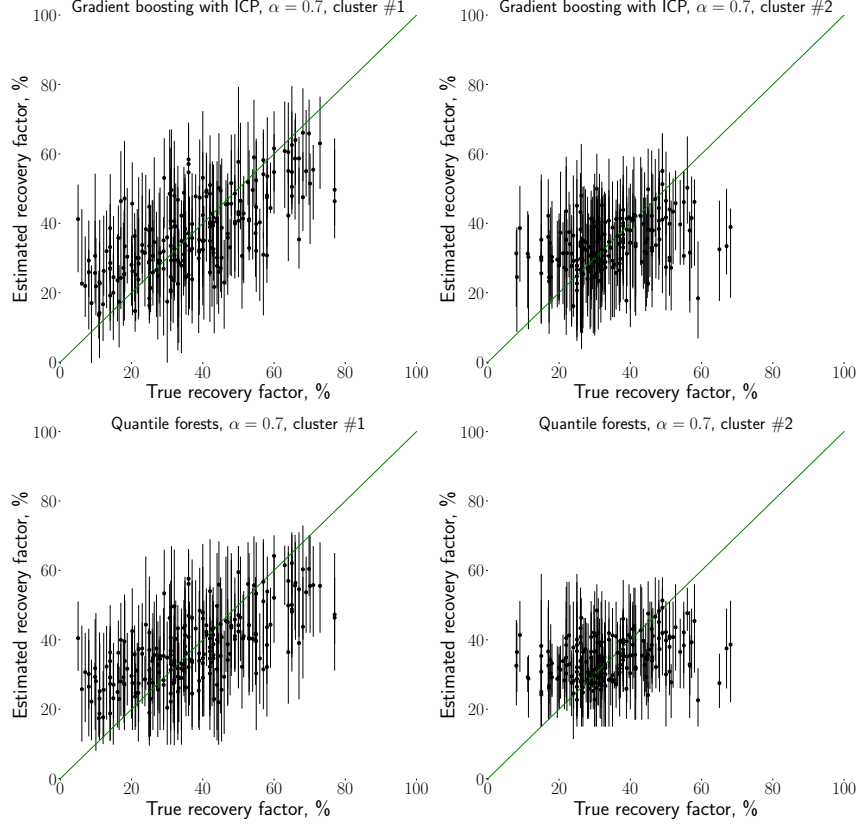 Gradient boosting with ICP, α = 0.7, cluster #1
100
80
60
40
20
0
Estimated recovery factor, %
0 20 40 60 80 100
True recovery factor, %
Gradient boosting with ICP, α = 0.7, cluster #2
100
80
60
40
20
0
Estimated recovery factor, %
0 20 40 60 80 100
True recovery factor, %
Quantile forests, α = 0.7, cluster #1
100
80
60
40
20
0
Estimated recovery factor, %
0 20 40 60 80 100
True recovery factor, %
Quantile forests, α = 0.7, cluster #2
100
80
60
40
20
0
Estimated recovery factor, %
0 20 40 60 80 100
True recovery factor, %